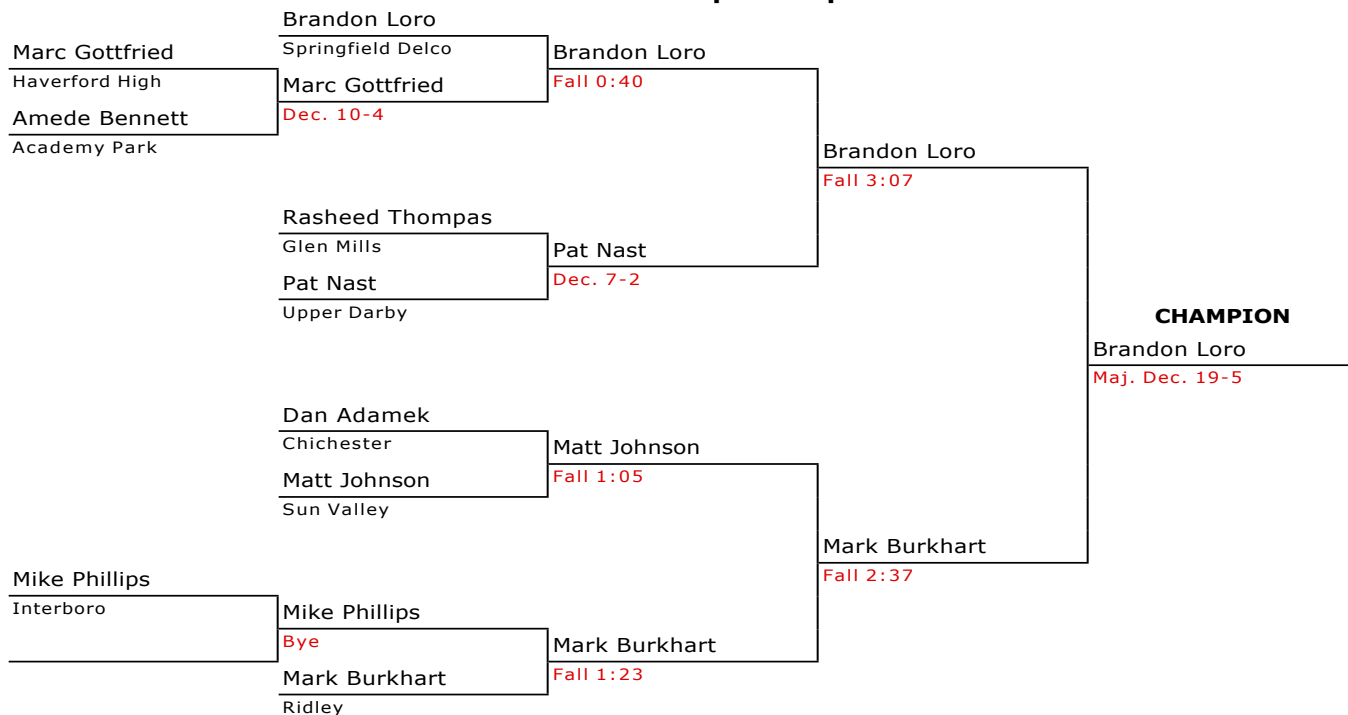 Brandon Loro
Springfield Delco
Marc Gottfried
Haverford High
Amede Bennett
Academy Park
Marc Gottfried
Dec. 10-4
Brandon Loro
Fall 0:40
Rasheed Thompas
Glen Mills
Pat Nast
Upper Darby
Pat Nast
Dec. 7-2
Brandon Loro
Fall 3:07
Dan Adamek
Chichester
Matt Johnson
Sun Valley
Matt Johnson
Fall 1:05
Mike Phillips
Interboro
Mike Phillips
Bye
Mark Burkhart
Ridley
Mark Burkhart
Fall 1:23
Mark Burkhart
Fall 2:37
CHAMPION
Brandon Loro
Maj. Dec. 19-5